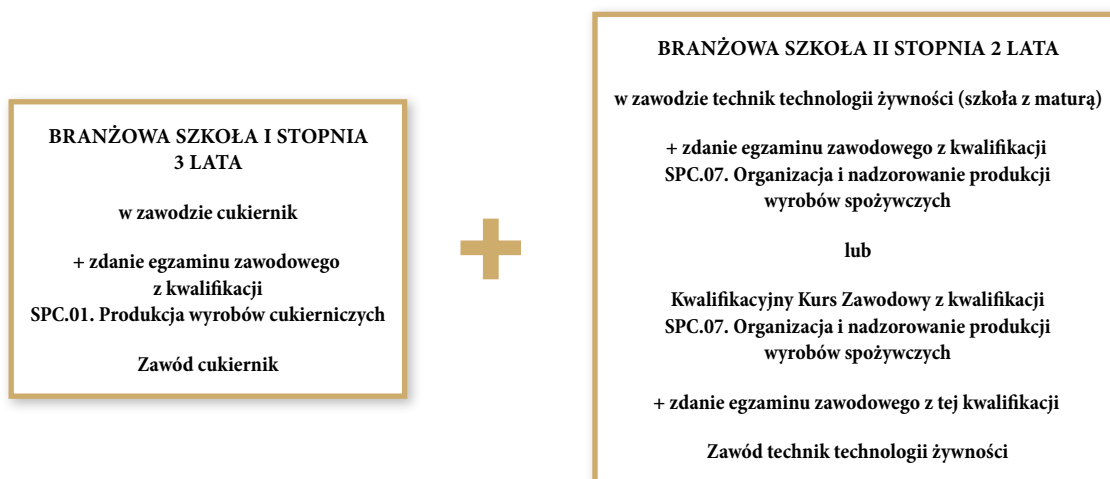 BRANŻOWA SZKOŁA I STOPNIA
3 LATA
w zawodzie cukiernik
+ zdanie egzaminu zawodowego
z kwalifikacji
SPC.01. Produkcja wyrobów cukierniczych
Zawód cukiernik
+
BRANŻOWA SZKOŁA II STOPNIA 2 LATA
w zawodzie technik technologii żywności (szkoła z maturą)
+ zdanie egzaminu zawodowego z kwalifikacji
SPC.07. Organizacja i nadzorowanie produkcji
wyrobów spożywczych
lub
Kwalifikacyjny Kurs Zawodowy z kwalifikacji
SPC.07. Organizacja i nadzorowanie produkcji
wyrobów spożywczych
+ zdanie egzaminu zawodowego z tej kwalifikacji
Zawód technik technologii żywności